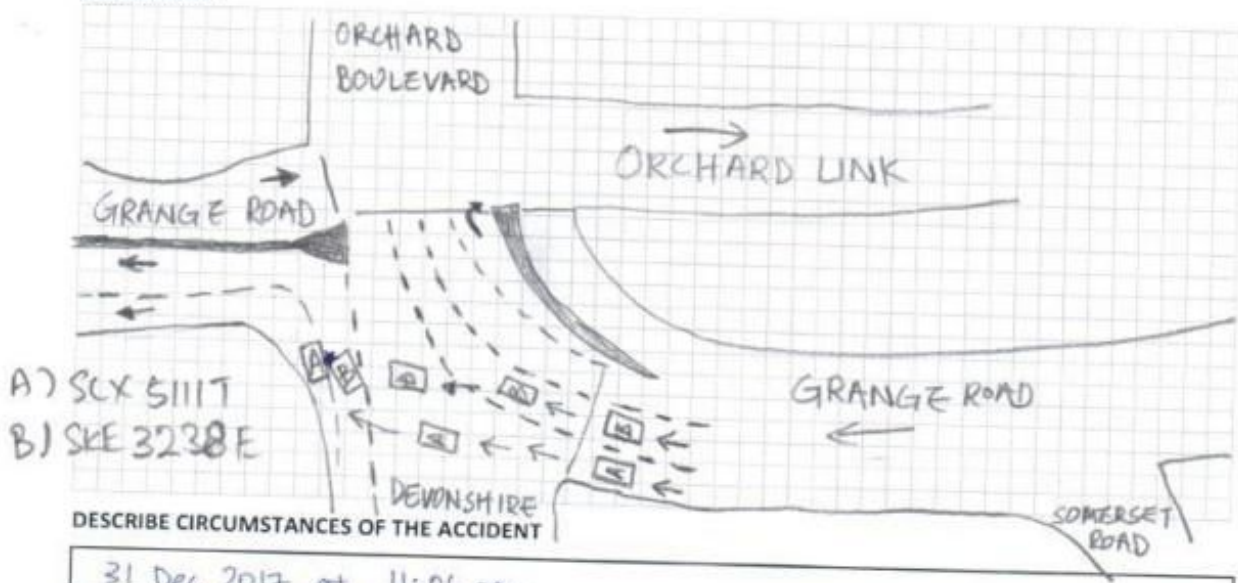 ORCHARD
BOULEVARD
ORCHARD LINK
GRANGE ROAD
A
B
B
B
B
A
A
GRANGE ROAD
A) SCX 5111T
B) SKE 3238E
DEVONSHIRE
SOMERSET
ROAD
DESCRIBE CIRCUMSTANCES OF THE ACCIDENT
31 Dec 2017 at